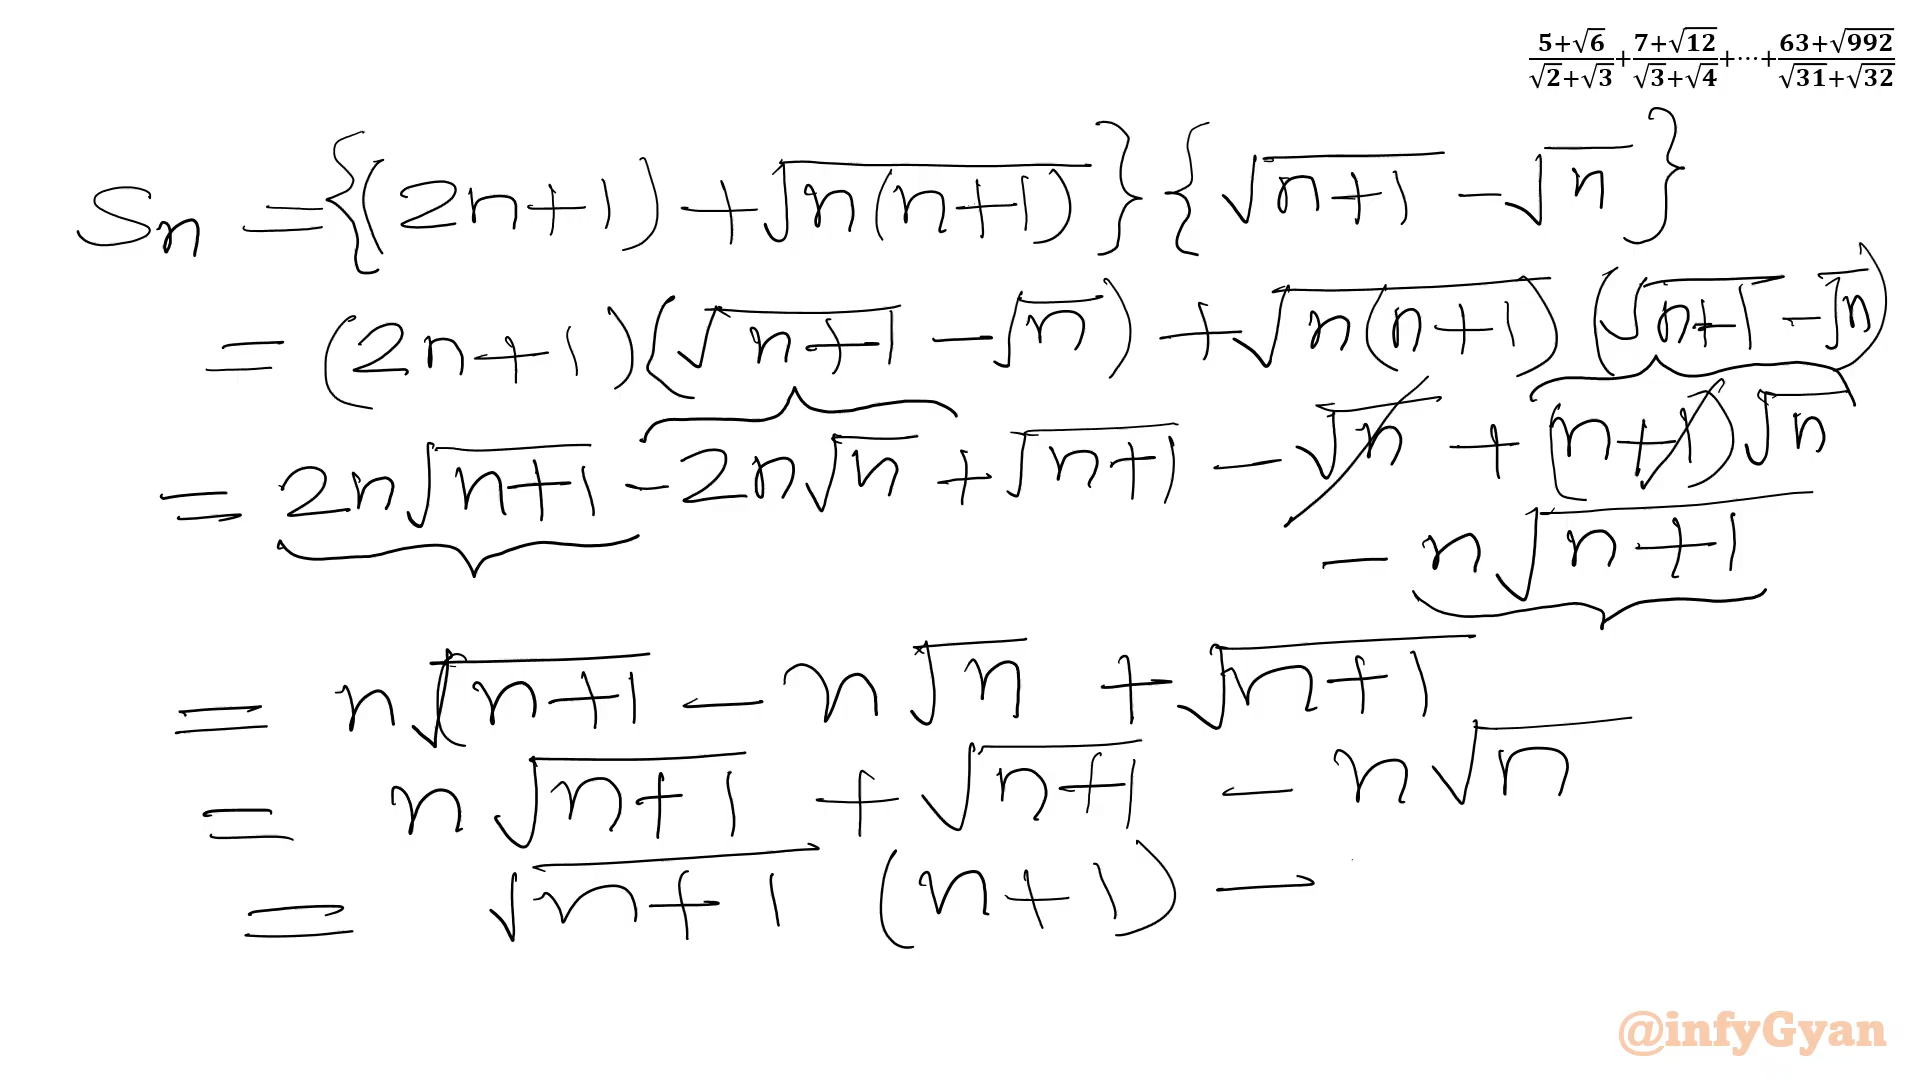 (5+√6)/(√2+√3) + (7+√12)/(√3+√4) + ⋯ + (63+√992)/(√31+√32)
Sn = {(2n+1) + √(n(n+1))} {√(n+1) − √n}
= (2n+1)(√(n+1) − √n) + √(n(n+1)) (√(n+1) − √n)
= 2n√(n+1) − 2n√n + √(n+1) − √n + (n+1)√n
− n√(n+1)
= n√(n+1) − n√n + √(n+1)
= n√(n+1) + √(n+1) − n√n
= √(n+1) (n+1) −
@infyGyan